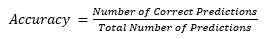 Accuracy = Number of Correct Predictions / Total Number of Predictions